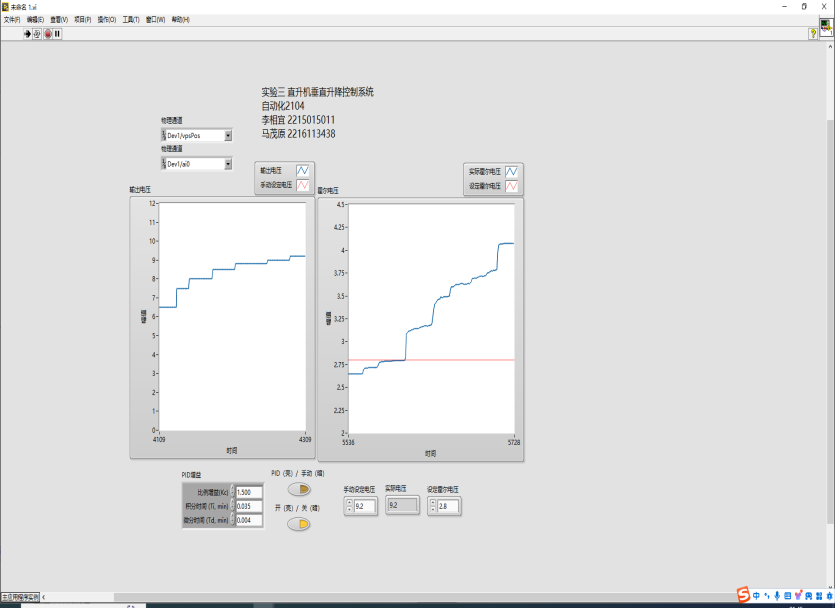 未命名 1.vi
文件(F) 编辑(E) 查看(V) 项目(P) 操作(O) 工具(T) 窗口(W) 帮助(H)
实验三 直升机垂直升降控制系统
自动化2104
李相宜 2215015011
马茂原 2216113438
物理通道
Dev1/vpsPos
物理通道
Dev1/ai0
输出电压
手动设定电压
实际霍尔电压
设定霍尔电压
输出电压
霍尔电压
12
11
10
9
8
7
6
5
4
3
2
1
0
幅值
4109
4309
时间
4.5
4.25
4
3.75
3.5
3.25
3
2.75
2.5
2.25
2
幅值
5536
5728
时间
PID增益
比例增益(Kc) 1.500
积分时间 (Ti, min) 0.035
微分时间 (Td, min) 0.004
PID（亮）/ 手动（暗）
开（亮）/ 关（暗）
手动设定电压
9.2
实际电压
9.2
设定霍尔电压
2.8
主应用程序实例
中